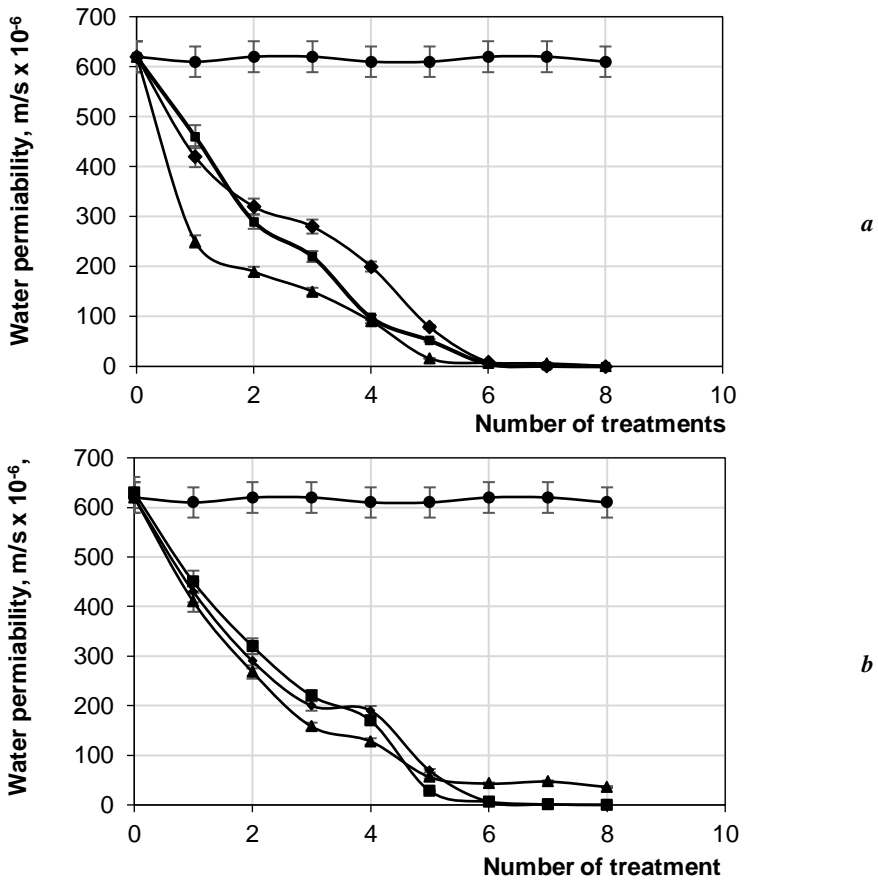 Water permiability, m/s x 10⁻⁶
700
600
500
400
300
200
100
0
0 2 4 6 8 10
Number of treatments
a
Water permiability, m/s x 10⁻⁶,
700
600
500
400
300
200
100
0
0 2 4 6 8 10
Number of treatment
b